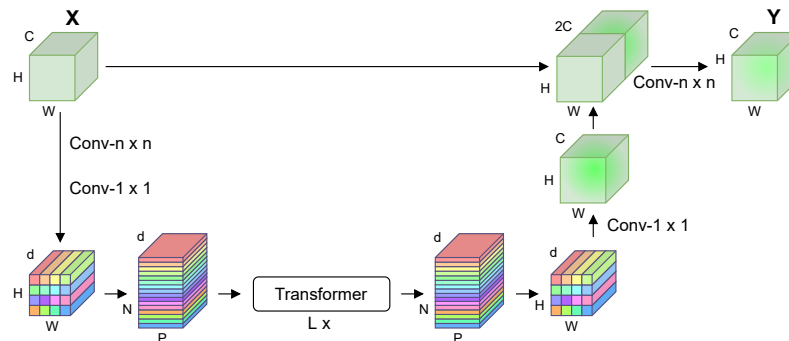 X
C
H
W
Conv-n x n
Conv-1 x 1
d
H
W
d
N
P
Transformer
L x
d
N
P
d
H
W
Conv-1 x 1
C
H
W
2C
H
W
Conv-n x n
Y
C
H
W